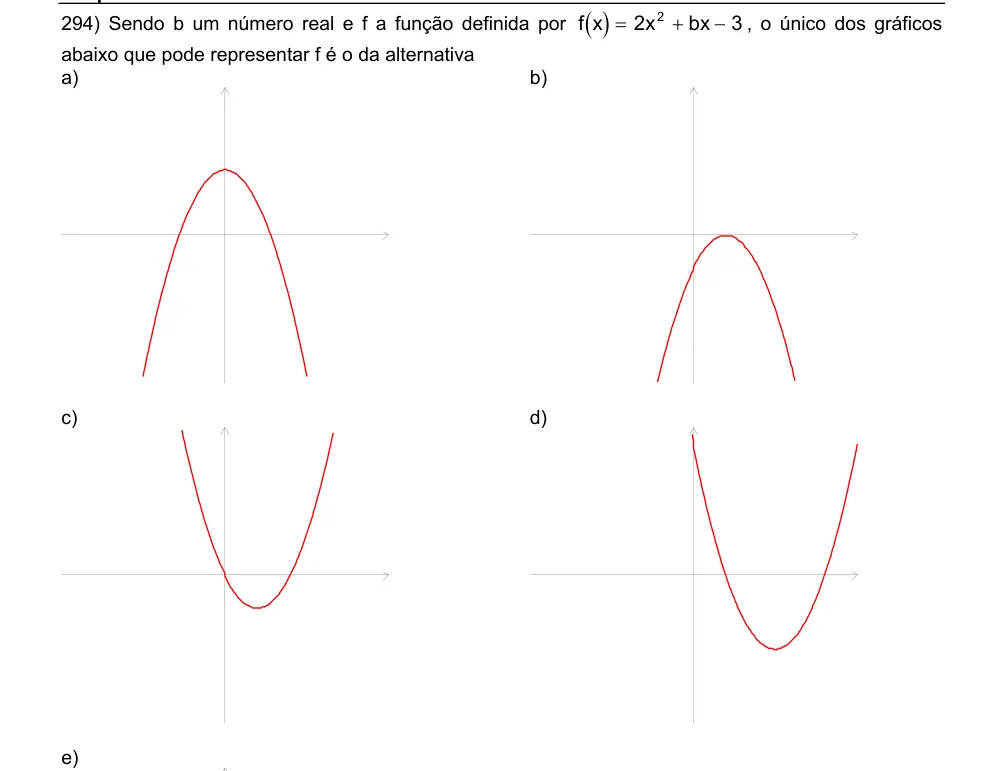 294) Sendo b um número real e f a função definida por f(x) = 2x² + bx − 3, o único dos gráficos
abaixo que pode representar f é o da alternativa
a)
b)
c)
d)
e)